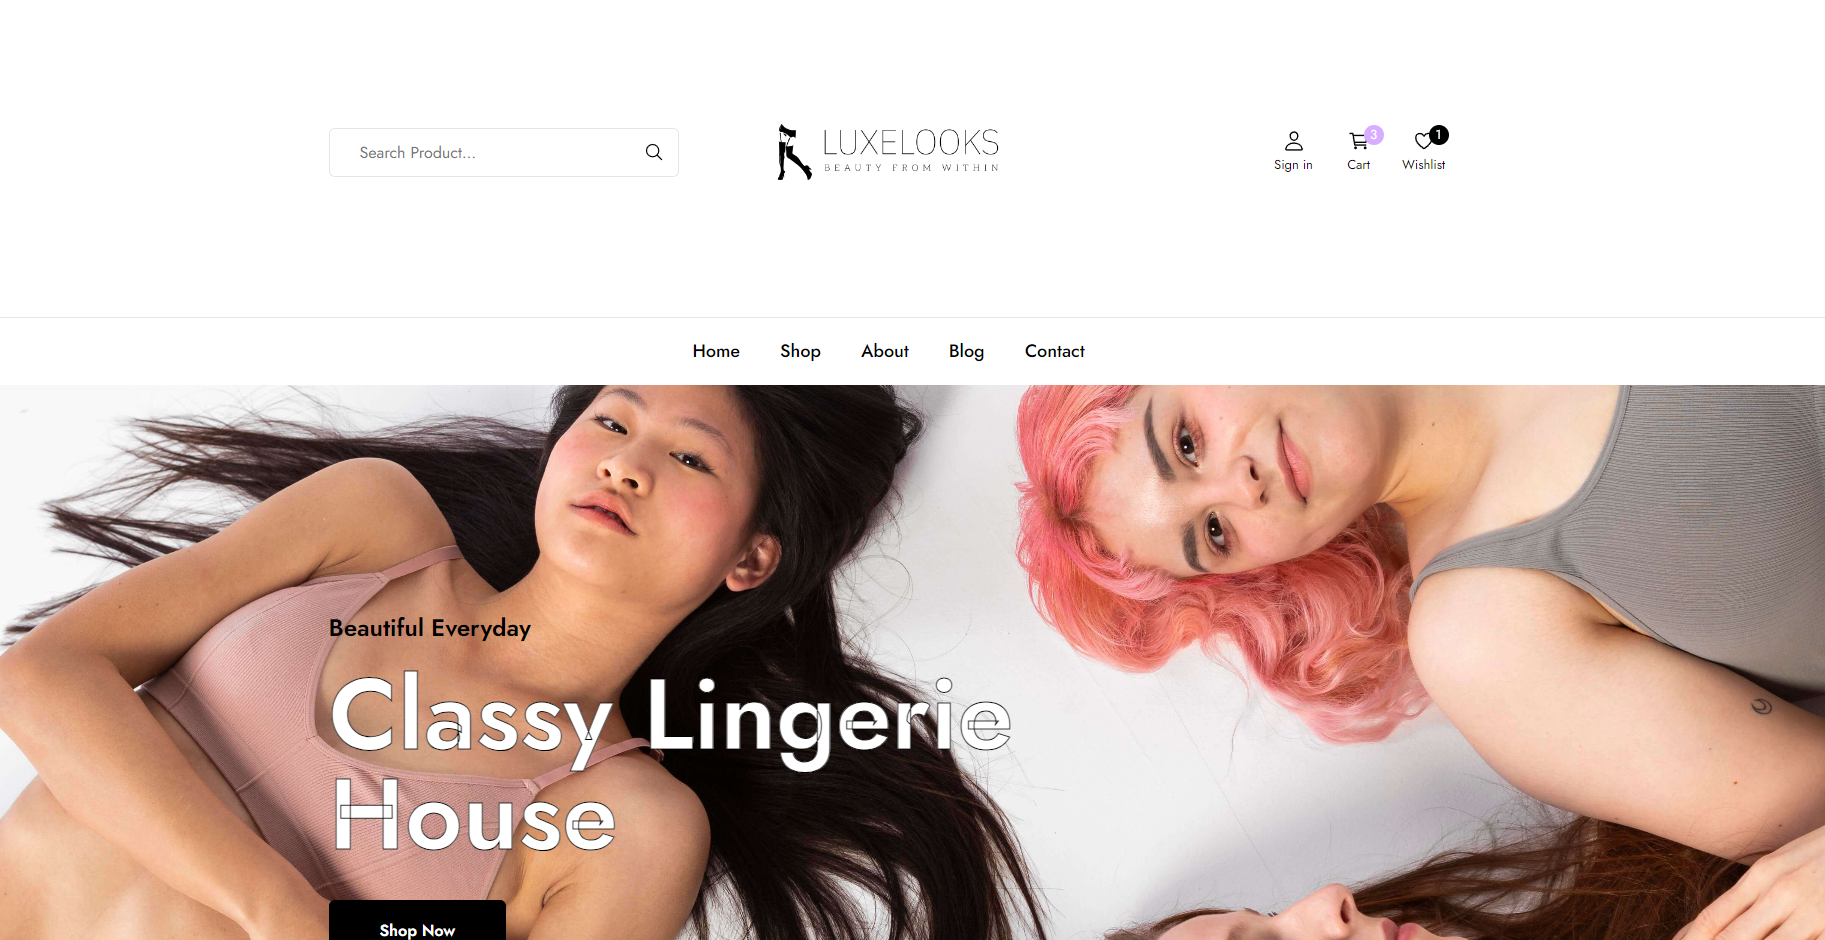 Search Product...
LUXELOOKS
BEAUTY FROM WITHIN
3
1
Sign in
Cart
Wishlist
Home
Shop
About
Blog
Contact
Beautiful Everyday
Classy Lingerie
House
Shop Now